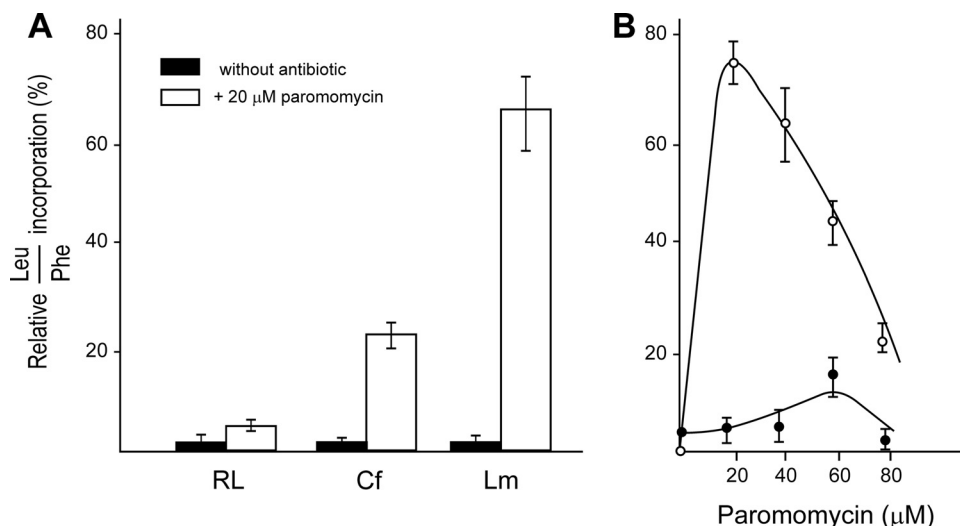 A
80
60
40
20
Relative Leu/Phe incorporation (%)
without antibiotic
+ 20 μM paromomycin
RL Cf Lm
B
80
60
40
20
20 40 60 80
Paromomycin (μM)